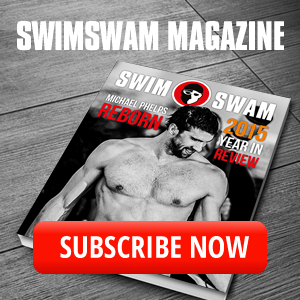 SWIMSWAM MAGAZINE
SWIM SWAM
MICHAEL PHELPS
REBORN
2015
YEAR IN
REVIEW
SUBSCRIBE NOW